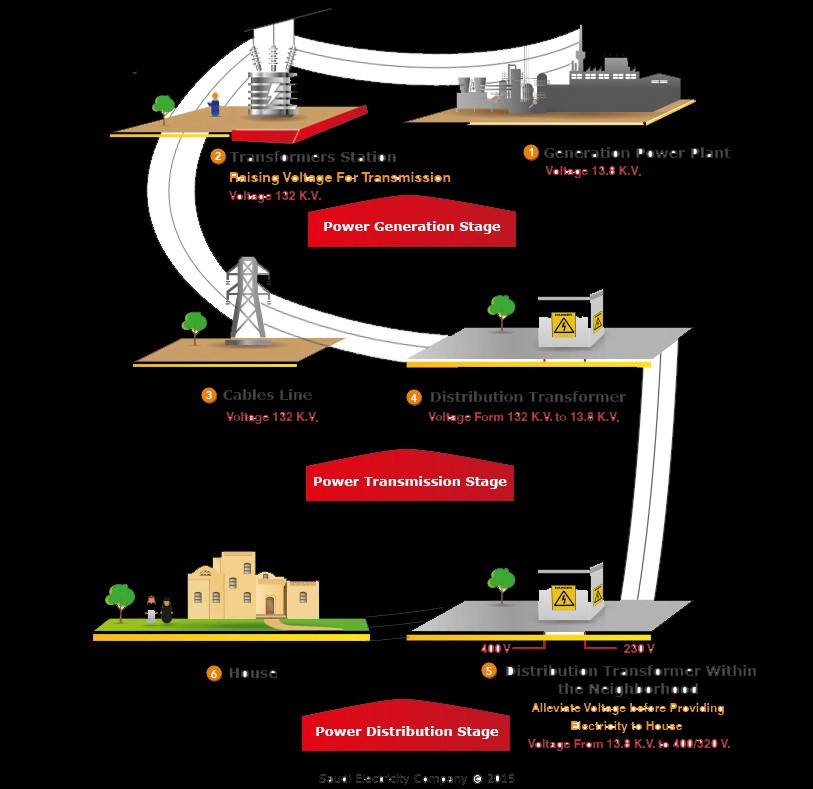 1 Generation Power Plant
Voltage 13.8 K.V.
2 Transformers Station
Raising Voltage For Transmission
Voltage 132 K.V.
Power Generation Stage
3 Cables Line
Voltage 132 K.V.
4 Distribution Transformer
Voltage Form 132 K.V. to 13.8 K.V.
DANGER
Power Transmission Stage
DANGER
400 V
230 V
5 Distribution Transformer Within
the Neighborhood
Alleviate Voltage before Providing
Electricity to House
Voltage From 13.8 K.V. to 400/320 V.
6 House
Power Distribution Stage
Saudi Electricity Company © 2015